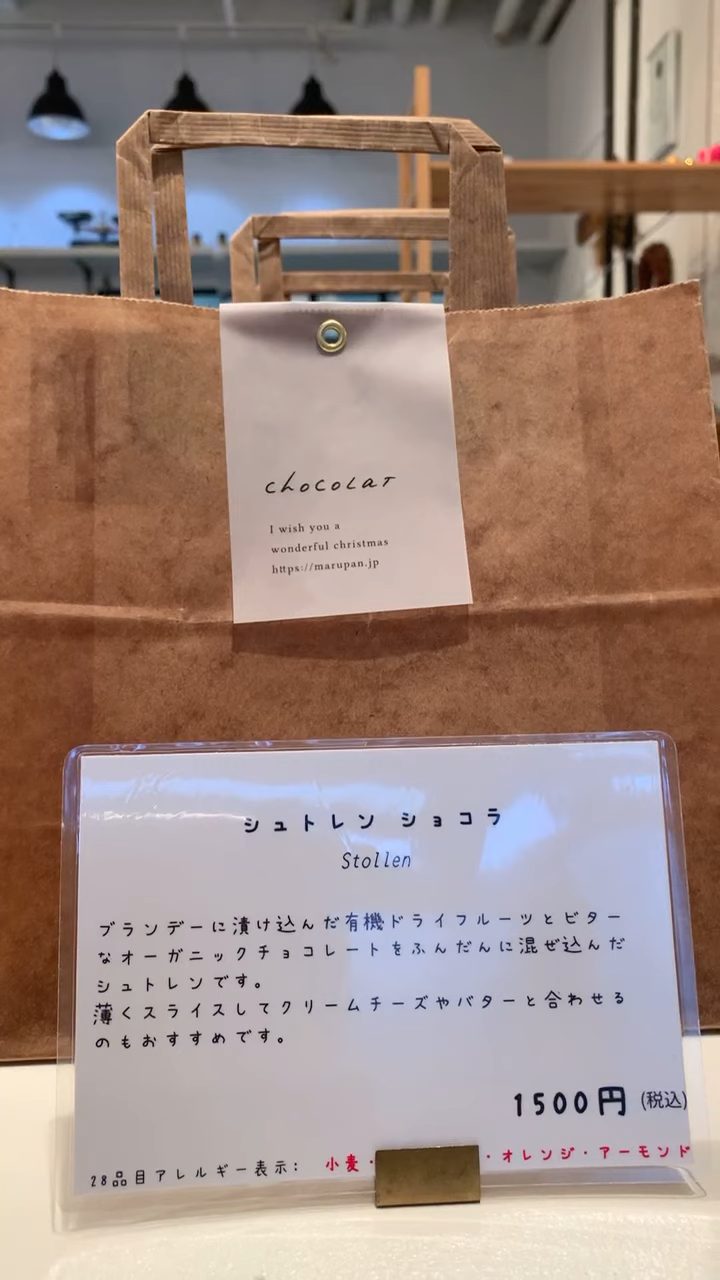 chocolat
I wish you a
wonderful christmas
https://marupan.jp
シュトレン ショコラ
Stollen
ブランデーに漬け込んだ有機ドライフルーツとビター
なオーガニックチョコレートをふんだんに混ぜ込んだ
シュトレンです。
薄くスライスしてクリームチーズやバターと合わせる
のもおすすめです。
1500円 (税込)
28品目アレルギー表示： 小麦・ ・オレンジ・アーモンド